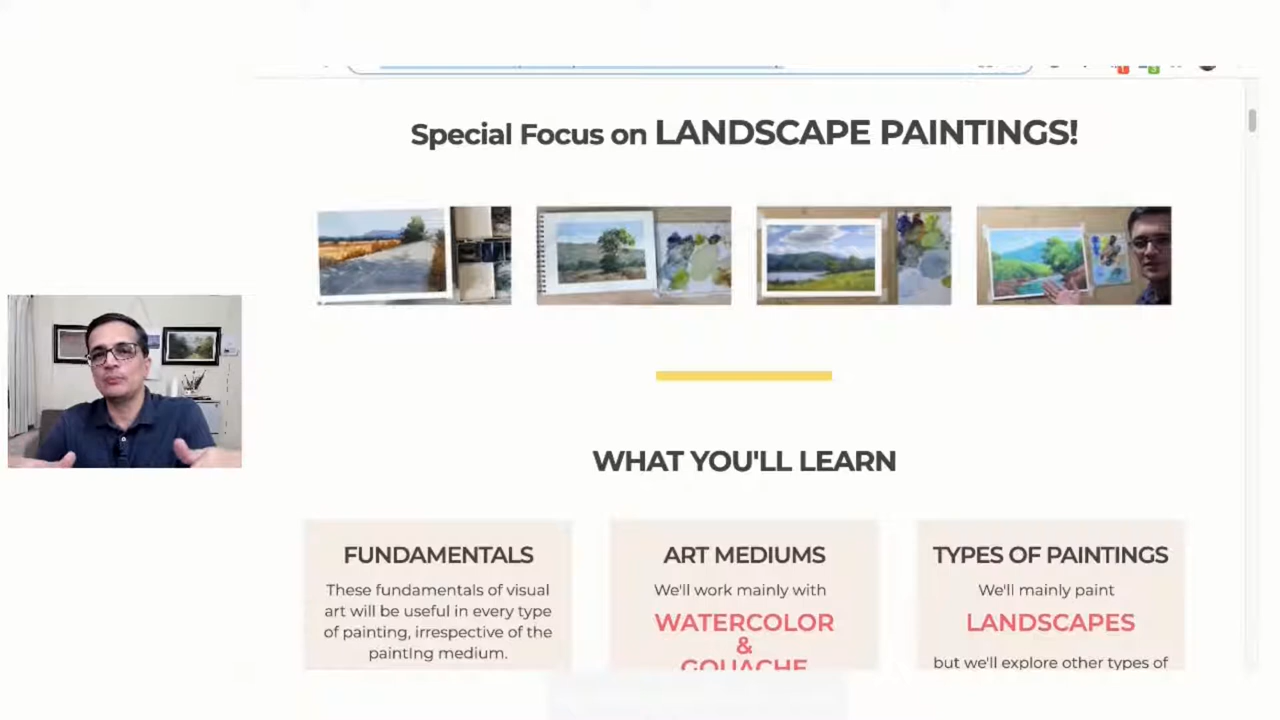 Special Focus on LANDSCAPE PAINTINGS!
WHAT YOU'LL LEARN
FUNDAMENTALS
These fundamentals of visual
art will be useful in every type
of painting, irrespective of the
painting medium.
ART MEDIUMS
We'll work mainly with
WATERCOLOR
&
GOUACHE
TYPES OF PAINTINGS
We'll mainly paint
LANDSCAPES
but we'll explore other types of